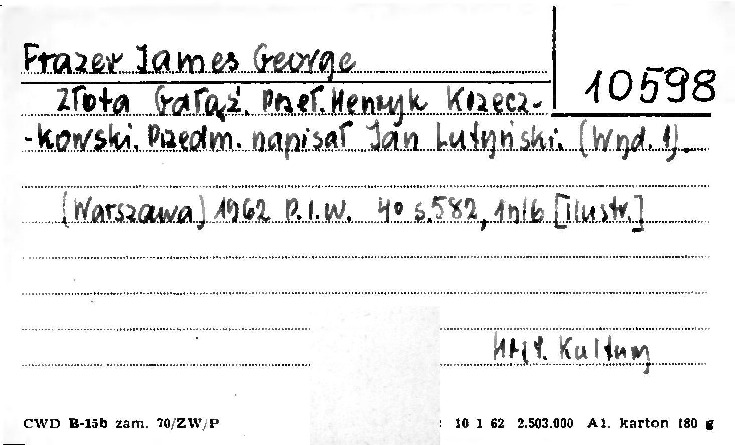 Frazer James George
10598
Złota Gałąź. Przeł. Henryk Krzecz-
-kowski. Przedm. napisał Jan Lutyński. (Wyd. 1).
(Warszawa) 1962 P.I.W. 4° s. 582, 1 nlb [ilustr.]
Hist. Kultury
CWD B-15b zam. 70/ZW/P
: 10 1 62 2.503.000 A1. karton 180 g